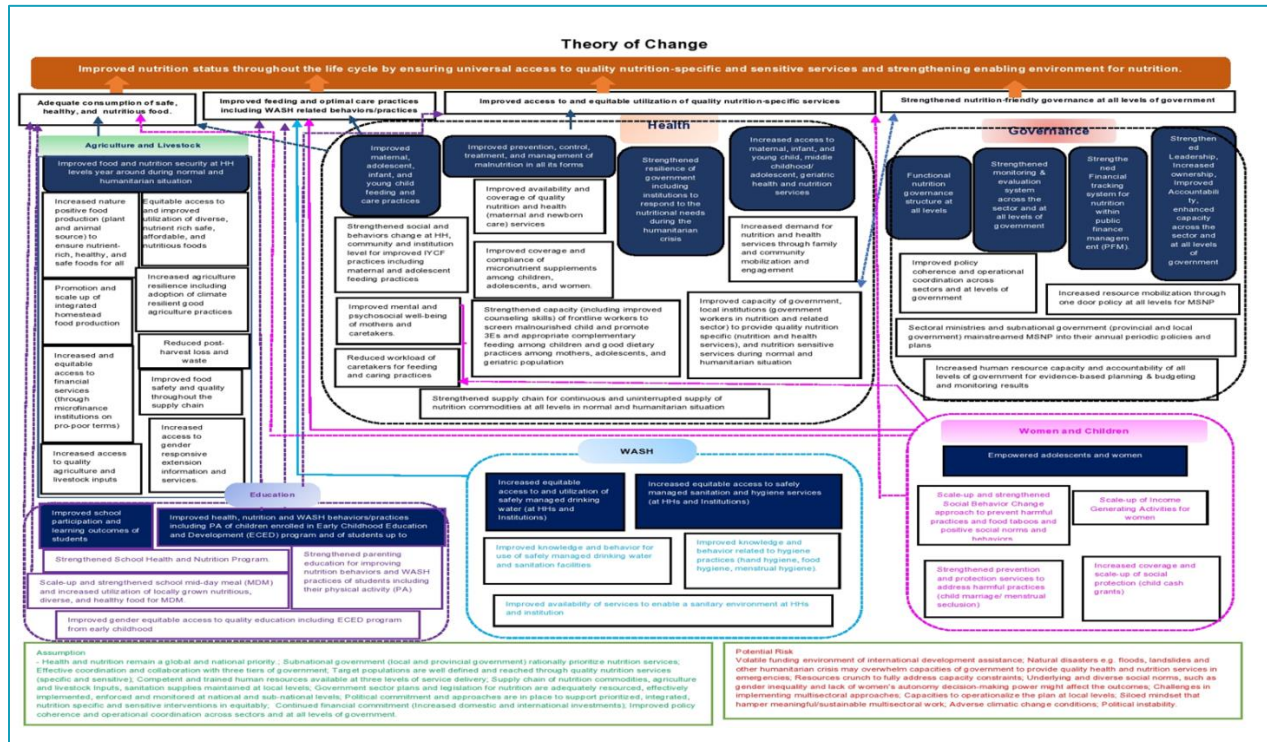 Theory of Change
Improved nutrition status throughout the life cycle by ensuring universal access to quality nutrition-specific and sensitive services and strengthening enabling environment for nutrition.
Adequate consumption of safe,
healthy, and nutritious food.
Improved feeding and optimal care practices
including WASH related behaviors/practices
Improved access to and equitable utilization of quality nutrition-specific services
Strengthened nutrition-friendly governance at all levels of government
Agriculture and Livestock
Improved food and nutrition security at HH
levels year around during normal and
humanitarian situation
Increased nature
positive food
production (plant
and animal
source) to
ensure nutrient-
rich, healthy, and
safe foods for all
Equitable access to
and improved
utilization of diverse,
nutrient rich safe,
affordable, and
nutritious foods
Promotion and
scale up of
integrated
homestead
food production
Increased agriculture
resilience including
adoption of climate
resilient good
agriculture practices
Reduced post-
harvest loss and
waste
Increased and
equitable
access to
financial
services
(through
microfinance
institutions on
pro-poor terms)
Improved food
safety and quality
throughout the
supply chain
Increased access
to quality
agriculture and
livestock inputs
Increased
access to
gender
responsive
extension
information and
services.
Health
Improved
maternal,
adolescent,
infant, and
young child
feeding and
care practices
Improved prevention, control,
treatment, and management of
malnutrition in all its forms
Strengthened
resilience of
government
including
institutions to
respond to the
nutritional needs
during the
humanitarian
crisis
Increased access to
maternal, infant, and
young child, middle
childhood/
adolescent, geriatric
health and nutrition
services
Improved availability and
coverage of quality
nutrition and health
(maternal and newborn
care) services
Strengthened social and
behaviors change at HH,
community and institution
level for improved IYCF
practices including
maternal and adolescent
feeding practices
Improved coverage and
compliance of
micronutrient supplements
among children,
adolescents, and women.
Increased demand for
nutrition and health
services through family
and community
mobilization and
engagement
Improved mental and
psychosocial well-being
of mothers and
caretakers.
Strengthened capacity (including improved
counseling skills) of frontline workers to
screen malnourished child and promote
3Es and appropriate complementary
feeding among children and good dietary
practices among mothers, adolescents, and
geriatric population
Improved capacity of government,
local institutions (government
workers in nutrition and related
sector) to provide quality nutrition
specific (nutrition and health
services), and nutrition sensitive
services during normal and
humanitarian situation
Reduced workload of
caretakers for feeding
and caring practices
Strengthened supply chain for continuous and uninterrupted supply of
nutrition commodities at all levels in normal and humanitarian situation
Governance
Functional
nutrition
governance
structure at
all levels
Strengthened
monitoring &
evaluation
system
across the
sector and at
all levels of
government
Strengthe
ned
Financial
tracking
system for
nutrition
within
public
finance
managem
ent (PFM).
Strengthen
ed
Leadership,
Increased
ownership,
Improved
Accountabili
ty,
enhanced
capacity
across the
sector and
at all levels
of
government
Improved policy
coherence and operational
coordination across
sectors and at levels of
government
Increased resource mobilization through
one door policy at all levels for MSNP
Sectoral ministries and subnational government (provincial and local
government) mainstreamed MSNP into their annual periodic policies and
plans
Increased human resource capacity and accountability of all
levels of government for evidence-based planning & budgeting
and monitoring results
Education
Improved school
participation and
learning outcomes of
students
Improved health, nutrition and WASH behaviors/practices
including PA of children enrolled in Early Childhood Education
and Development (ECED) program and of students up to
Strengthened School Health and Nutrition Program.
Strengthened parenting
education for improving
nutrition behaviors and WASH
practices of students including
their physical activity (PA)
Scale-up and strengthened school mid-day meal (MDM)
and increased utilization of locally grown nutritious,
diverse, and healthy food for MDM.
Improved gender equitable access to quality education including ECED program
from early childhood
WASH
Increased equitable
access to and utilization
of safely managed drinking
water (at HHs and
Institutions)
Increased equitable access to safely
managed sanitation and hygiene services
(at HHs and Institutions)
Improved knowledge and behavior for
use of safely managed drinking water
and sanitation facilities
Improved knowledge and
behavior related to hygiene
practices (hand hygiene, food
hygiene, menstrual hygiene)
Improved availability of services to enable a sanitary environment at HHs
and institution
Women and Children
Empowered adolescents and women
Scale-up and strengthened
Social Behavior Change
approach to prevent harmful
practices and food taboos and
positive social norms and
behaviors
Scale-up of Income
Generating Activities for
women
Strengthened prevention
and protection services to
address harmful practices
(child marriage/ menstrual
seclusion)
Increased coverage and
scale-up of social
protection (child cash
grants)
Assumption
- Health and nutrition remain a global and national priority ; Subnational government (local and provincial government) rationally prioritize nutrition services;
Effective coordination and collaboration with three tiers of government, Target populations are well defined and reached through quality nutrition services
(specific and sensitive); Competent and trained human resources available at three levels of service delivery; Supply chain of nutrition commodities, agriculture
and livestock Inputs, sanitation supplies maintained at local levels; Government sector plans and legislation for nutrition are adequately resourced, effectively
implemented, enforced and monitored at national and sub-national levels; Political commitment and approaches are in place to support prioritized, integrated,
nutrition specific and sensitive interventions in equitably; Continued financial commitment (Increased domestic and international investments); Improved policy
coherence and operational coordination across sectors and at all levels of government.
Potential Risk
Volatile funding environment of international development assistance; Natural disasters e.g. floods, landslides and
other humanitarian crisis may overwhelm capacities of government to provide quality health and nutrition services in
emergencies; Resources crunch to fully address capacity constraints; Underlying and diverse social norms, such as
gender inequality and lack of women's autonomy decision-making power might affect the outcomes; Challenges in
implementing multisectoral approaches; Capacities to operationalize the plan at local levels; Siloed mindset that
hamper meaningful/sustainable multisectoral work; Adverse climatic change conditions; Political instability.